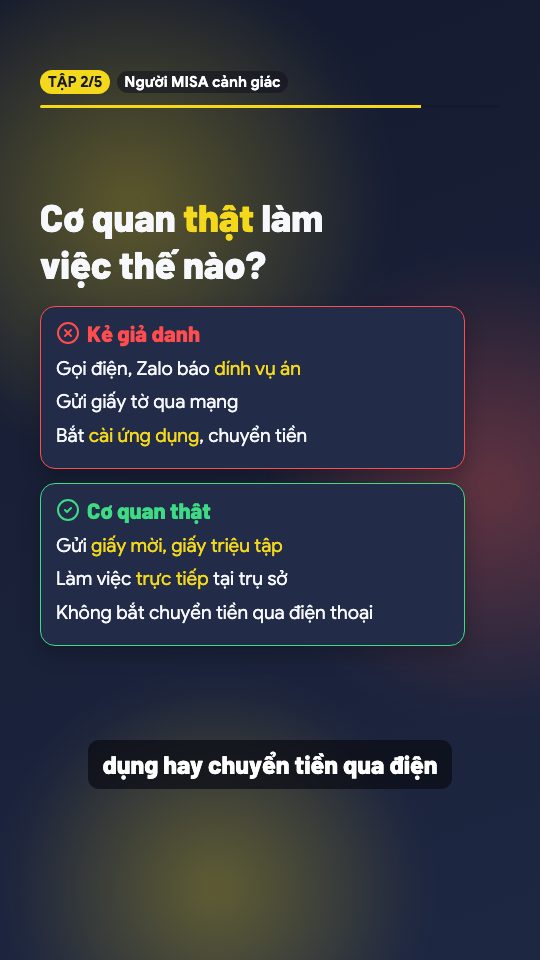 TẬP 2/5 Người MISA cảnh giác
Cơ quan thật làm
việc thế nào?
Kẻ giả danh
Gọi điện, Zalo báo dính vụ án
Gửi giấy tờ qua mạng
Bắt cài ứng dụng, chuyển tiền
Cơ quan thật
Gửi giấy mời, giấy triệu tập
Làm việc trực tiếp tại trụ sở
Không bắt chuyển tiền qua điện thoại
dụng hay chuyển tiền qua điện